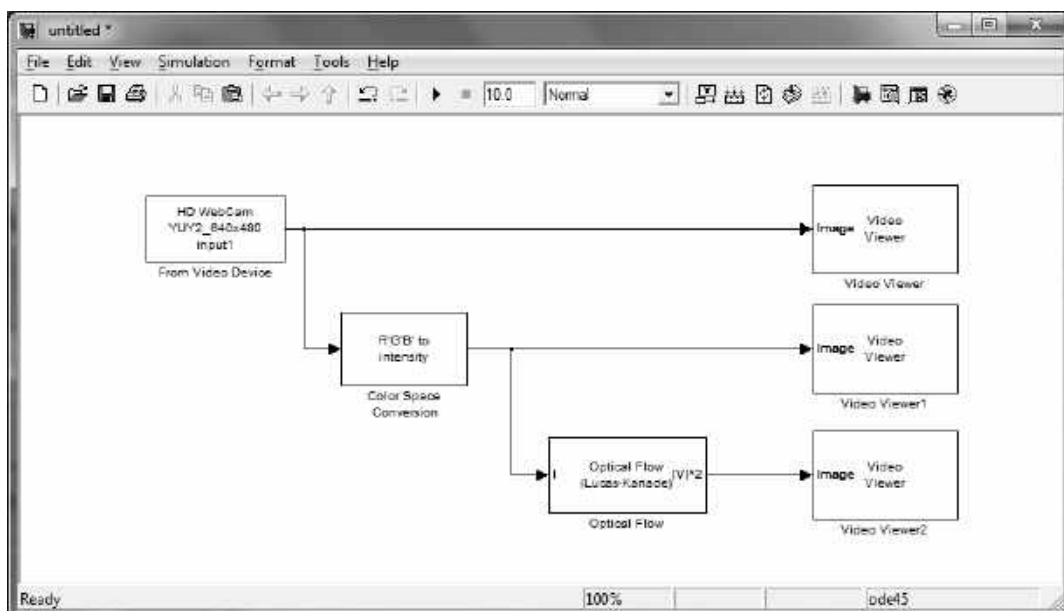 untitled *
File Edit View Simulation Format Tools Help
10.0 Normal
HD WebCam
YUY2_640x480
input1
From Video Device
Image Video
Viewer
Video Viewer
R'G'B' to
intensity
Color Space
Conversion
Image Video
Viewer
Video Viewer1
I Optical Flow
(Lucas-Kanade) |V|^2
Optical Flow
Image Video
Viewer
Video Viewer2
Ready 100% ode45